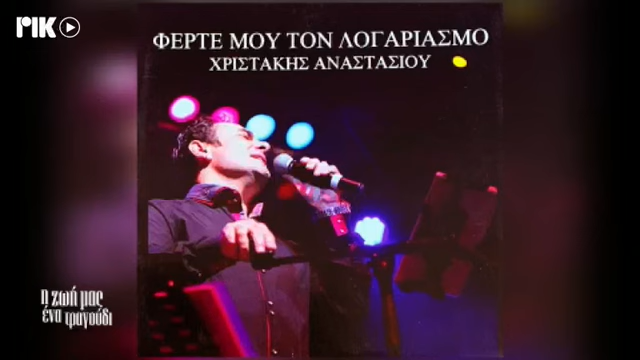 ΡΙΚ
ΦΕΡΤΕ ΜΟΥ ΤΟΝ ΛΟΓΑΡΙΑΣΜΟ
ΧΡΙΣΤΑΚΗΣ ΑΝΑΣΤΑΣΙΟΥ
η ζωή μας
ένα τραγούδι